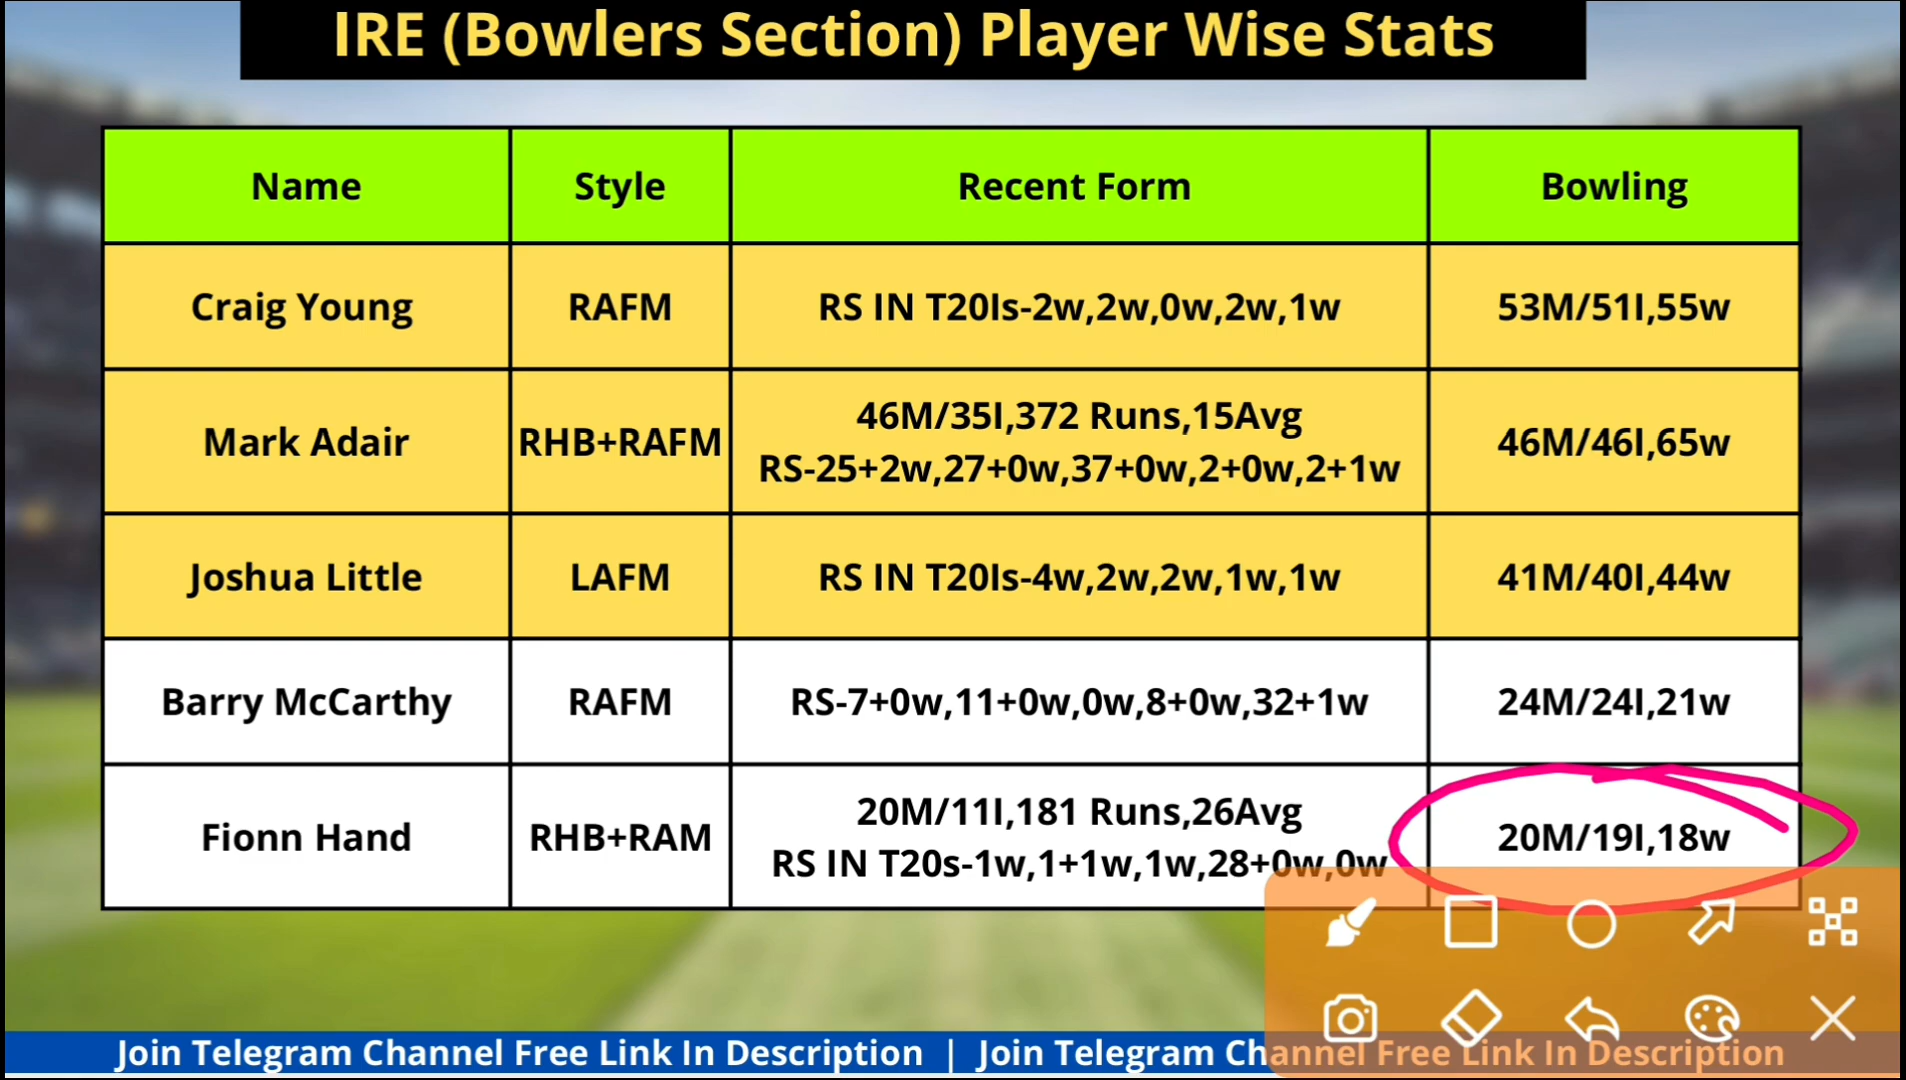 IRE (Bowlers Section) Player Wise Stats
Name Style Recent Form Bowling
Craig Young RAFM RS IN T20Is-2w,2w,0w,2w,1w 53M/51I,55w
Mark Adair RHB+RAFM 46M/35I,372 Runs,15Avg 46M/46I,65w
RS-25+2w,27+0w,37+0w,2+0w,2+1w
Joshua Little LAFM RS IN T20Is-4w,2w,2w,1w,1w 41M/40I,44w
Barry McCarthy RAFM RS-7+0w,11+0w,0w,8+0w,32+1w 24M/24I,21w
Fionn Hand RHB+RAM 20M/11I,181 Runs,26Avg 20M/19I,18w
RS IN T20s-1w,1+1w,1w,28+0w,0w
Join Telegram Channel Free Link In Description | Join Telegram Channel Free Link In Description